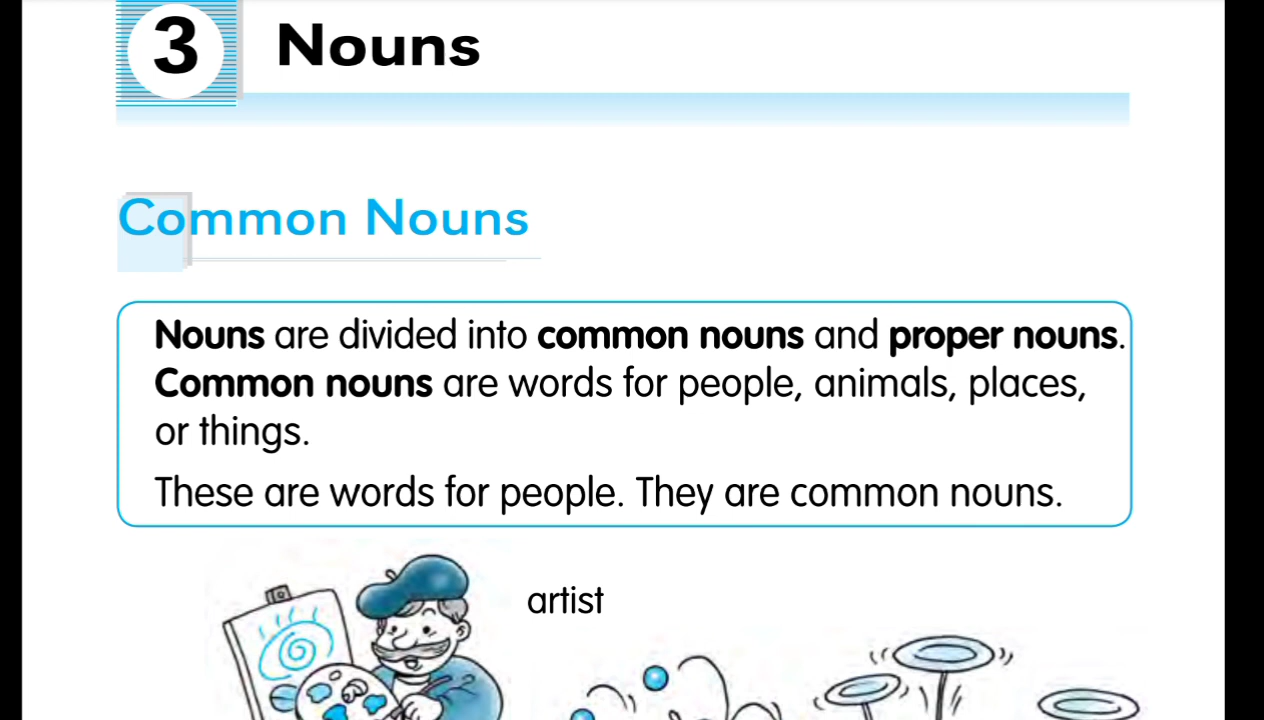 3 Nouns
Common Nouns
Nouns are divided into common nouns and proper nouns.
Common nouns are words for people, animals, places,
or things.
These are words for people. They are common nouns.
artist